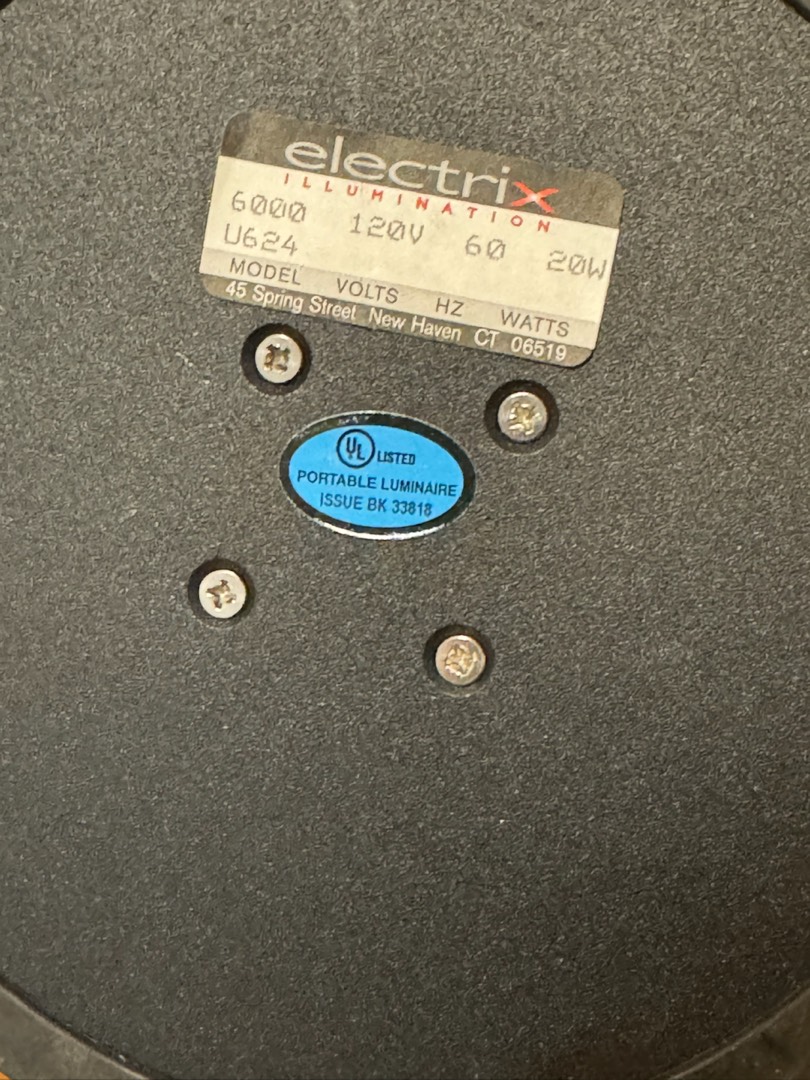 electrix
ILLUMINATION
6000 120V 60 20W
U624
MODEL VOLTS HZ WATTS
45 Spring Street New Haven CT 06519
UL LISTED
PORTABLE LUMINAIRE
ISSUE BK 33818